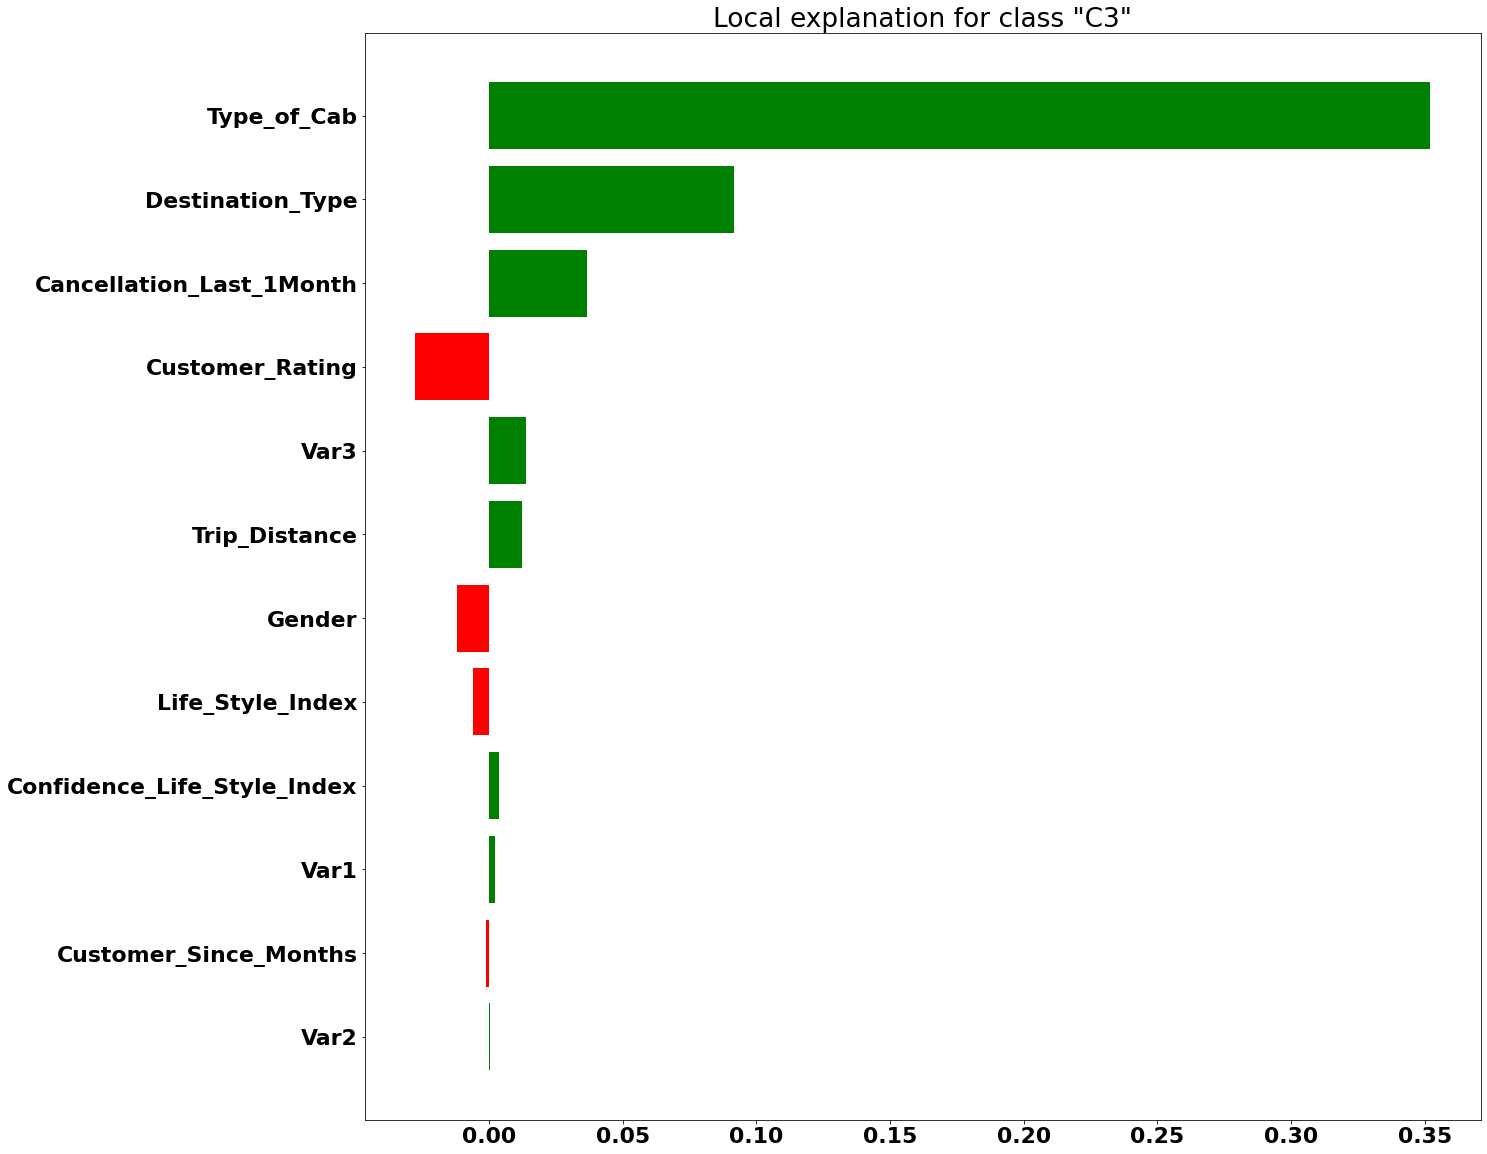 Local explanation for class "C3"
Type_of_Cab
Destination_Type
Cancellation_Last_1Month
Customer_Rating
Var3
Trip_Distance
Gender
Life_Style_Index
Confidence_Life_Style_Index
Var1
Customer_Since_Months
Var2
0.00 0.05 0.10 0.15 0.20 0.25 0.30 0.35